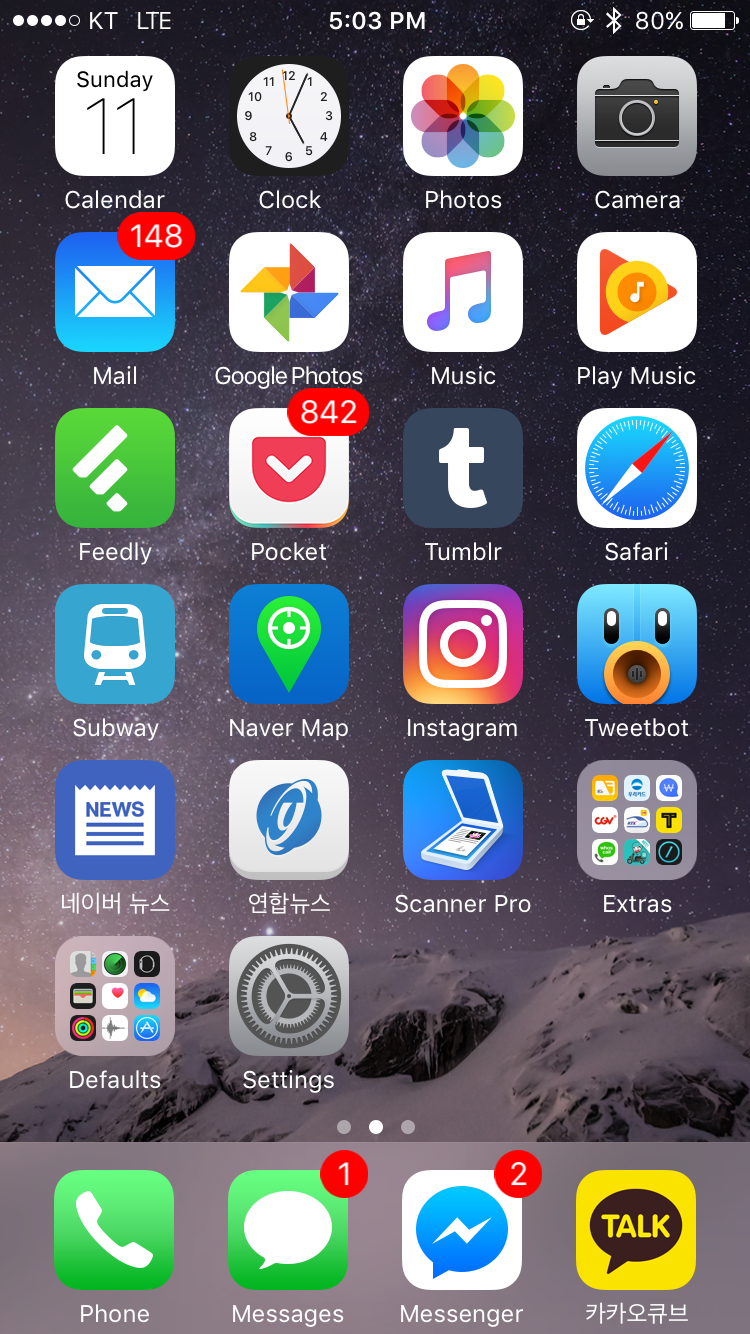 KT LTE 5:03 PM 80%
Sunday
11
12
11 1
10 2
9 3
8 4
7 5
6
Calendar Clock Photos Camera
148
Mail Google Photos Music Play Music
842
Feedly Pocket Tumblr Safari
Subway Naver Map Instagram Tweetbot
NEWS
CGV
네이버 뉴스 연합뉴스 Scanner Pro Extras
Defaults Settings
1 2
TALK
Phone Messages Messenger 카카오큐브